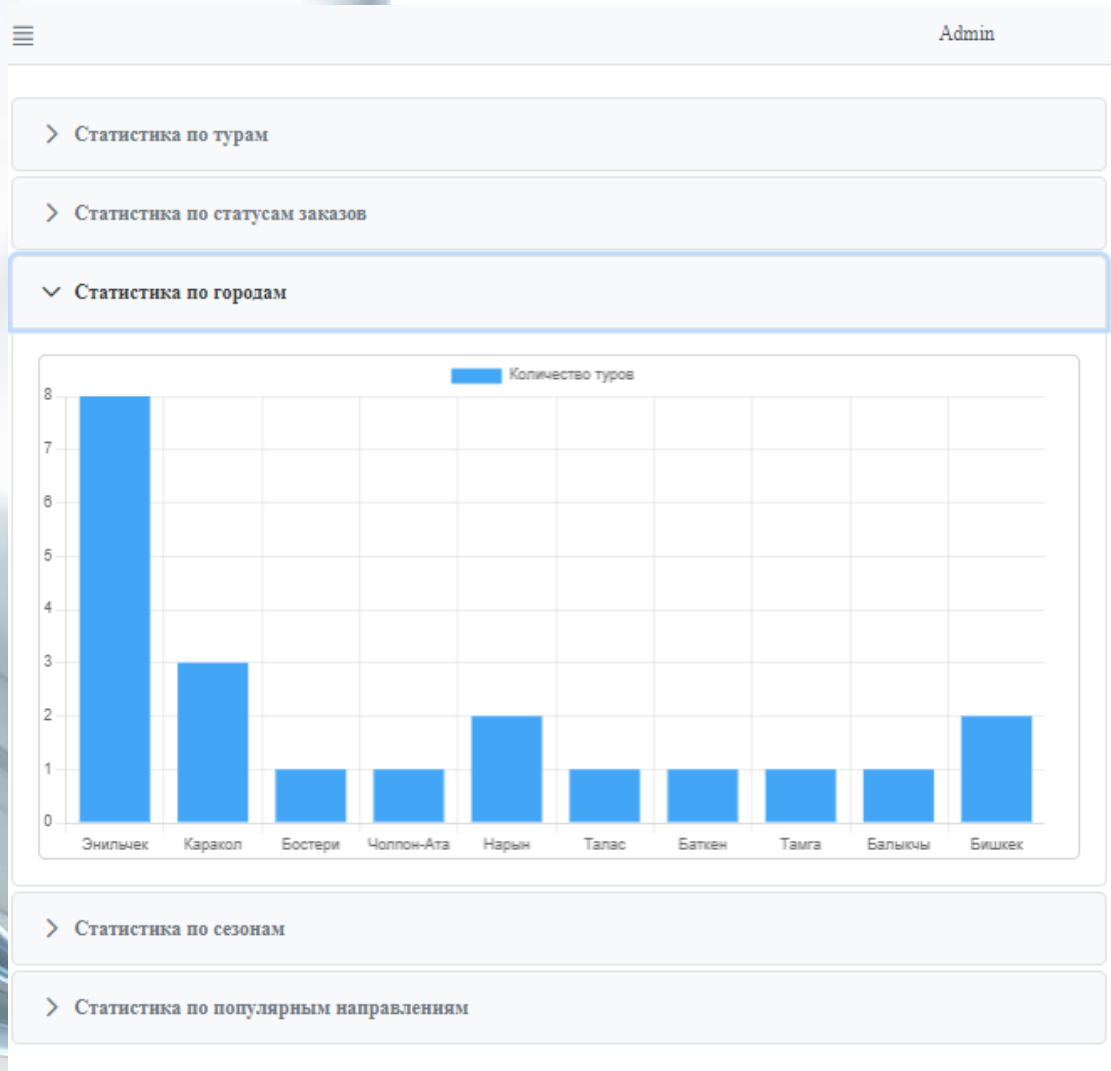 Admin
Статистика по турам
Статистика по статусам заказов
Статистика по городам
Количество туров
8
7
6
5
4
3
2
1
0
Энильчек Каракол Бостери Чолпон-Ата Нарын Талас Баткен Тамга Балыкчы Бишкек
Статистика по сезонам
Статистика по популярным направлениям